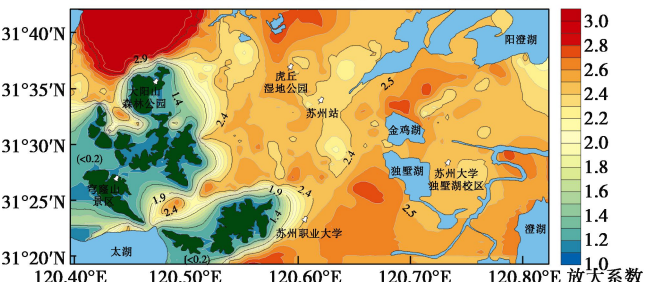 31°40′N
31°35′N
31°30′N
31°25′N
31°20′N
2.9
大阳山
森林公园
1.4
虎丘
湿地公园
苏州站
2.5
阳澄湖
2.4
金鸡湖
2.4
(<0.2)
独墅湖
苏州大学
独墅湖校区
穹窿山
景区
1.9
2.4
1.9
2.4
1.4
2.5
苏州职业大学
澄湖
太湖
(<0.2)
120.40°E
120.50°E
120.60°E
120.70°E
120.80°E
3.0
2.8
2.6
2.4
2.2
2.0
1.8
1.6
1.4
1.2
1.0
放大系数